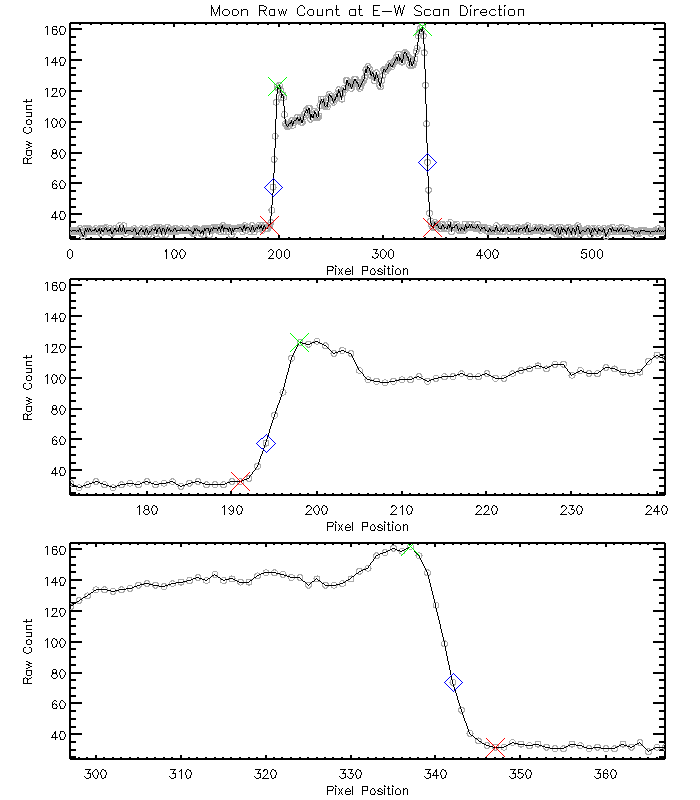 Moon Raw Count at E-W Scan Direction
160
140
120
100
80
60
40
Raw Count
0 100 200 300 400 500
Pixel Position
160
140
120
100
80
60
40
Raw Count
180 190 200 210 220 230 240
Pixel Position
160
140
120
100
80
60
40
Raw Count
300 310 320 330 340 350 360
Pixel Position